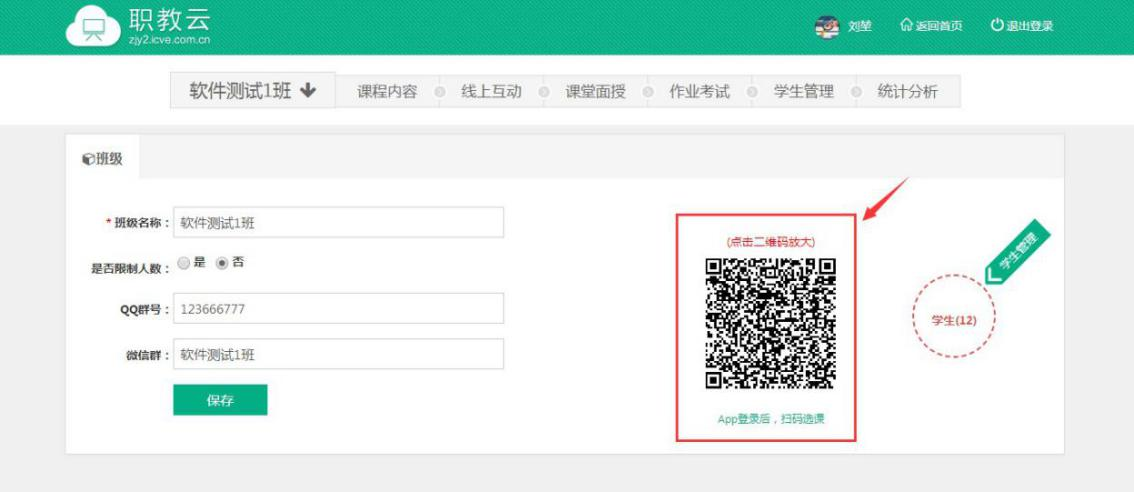 职教云
zjy2.icve.com.cn
刘堃
返回首页
退出登录
软件测试1班
课程内容
线上互动
课堂面授
作业考试
学生管理
统计分析
班级
* 班级名称：
软件测试1班
是否限制人数：
是
否
QQ群号：
123666777
微信群：
软件测试1班
保存
(点击二维码放大)
App登录后，扫码选课
学生管理
学生(12)